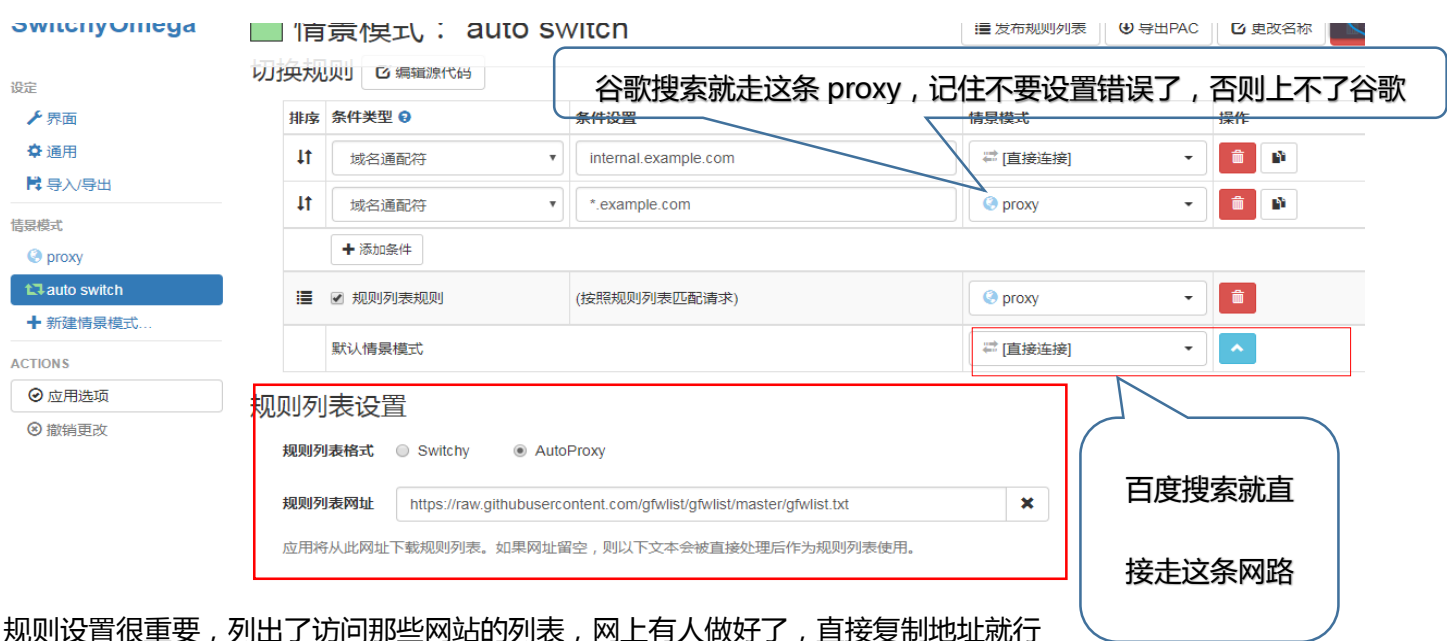 SwitchyOmega
情景模式： auto switch
发布规则列表
导出PAC
更改名称
切换规则
编辑源代码
谷歌搜索就走这条 proxy，记住不要设置错误了，否则上不了谷歌
设定
界面
通用
导入/导出
情景模式
proxy
auto switch
新建情景模式...
ACTIONS
应用选项
撤销更改
排序 条件类型 条件设置 情景模式 操作
域名通配符 internal.example.com [直接连接]
域名通配符 *.example.com proxy
添加条件
规则列表规则 (按照规则列表匹配请求) proxy
默认情景模式 [直接连接]
规则列表设置
规则列表格式 Switchy AutoProxy
规则列表网址 https://raw.githubusercontent.com/gfwlist/gfwlist/master/gfwlist.txt
应用将从此网址下载规则列表。如果网址留空，则以下文本会被直接处理后作为规则列表使用。
百度搜索就直
接走这条网路
规则设置很重要，列出了访问那些网站的列表，网上有人做好了，直接复制地址就行